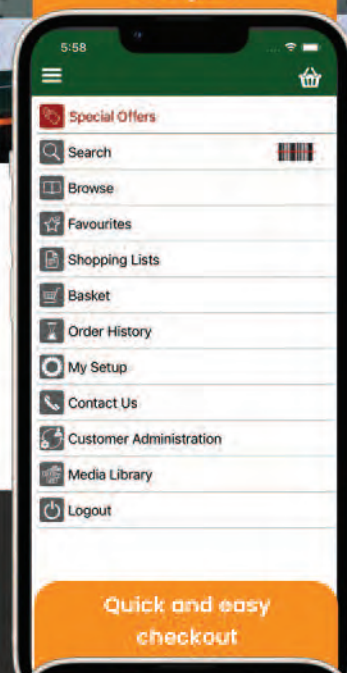 5:58
Special Offers
Search
Browse
Favourites
Shopping Lists
Basket
Order History
My Setup
Contact Us
Customer Administration
Media Library
Logout
Quick and easy
checkout